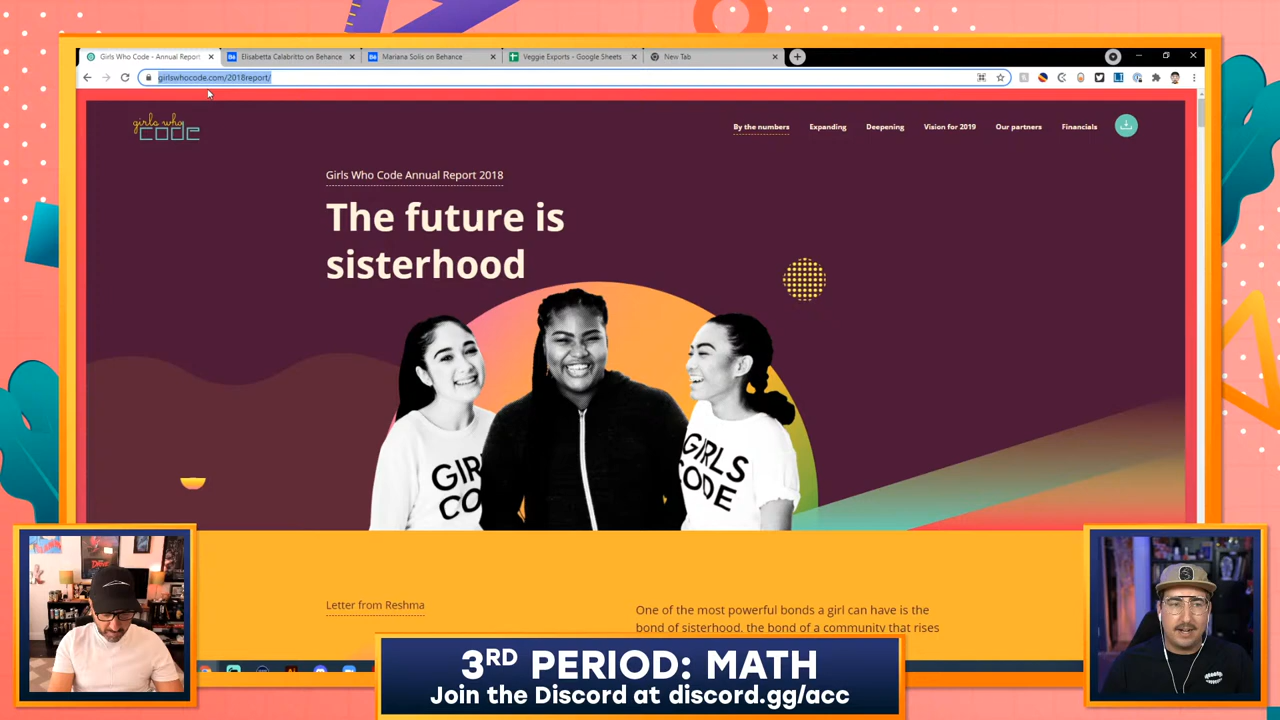 Girls Who Code - Annual Report
Elisabetta Calabritto on Behance
Mariana Solis on Behance
Veggie Exports - Google Sheets
New Tab
girlswhocode.com/2018report/
girls who
code
By the numbers
Expanding
Deepening
Vision for 2019
Our partners
Financials
Girls Who Code Annual Report 2018
The future is
sisterhood
GIR
CO
GIRLS
CODE
Letter from Reshma
One of the most powerful bonds a girl can have is the
bond of sisterhood, the bond of a community that rises
3RD PERIOD: MATH
Join the Discord at discord.gg/acc